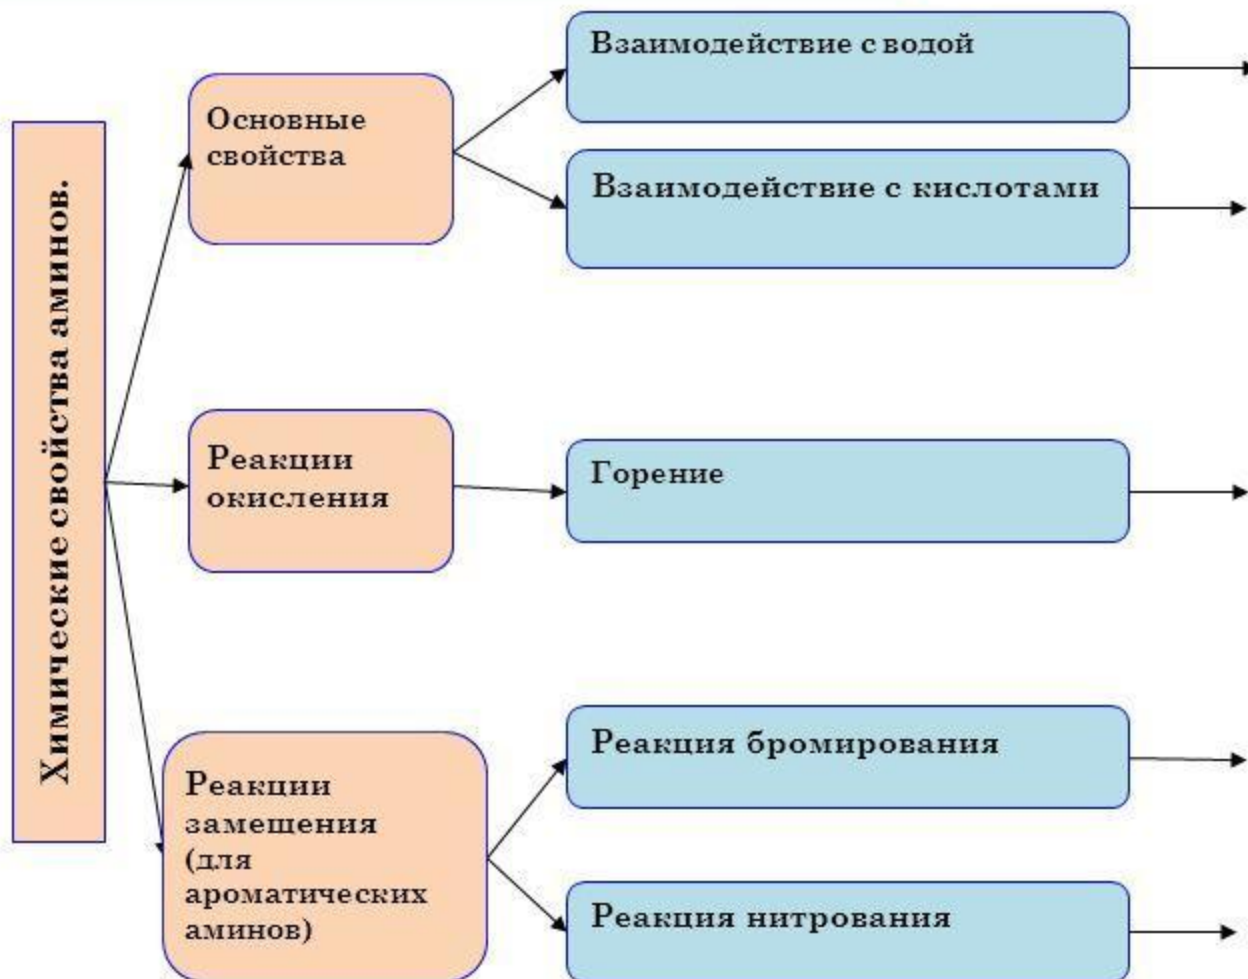 Химические свойства аминов.
Основные
свойства
Взаимодействие с водой
Взаимодействие с кислотами
Реакции
окисления
Горение
Реакции
замещения
(для
ароматических
аминов)
Реакция бромирования
Реакция нитрования